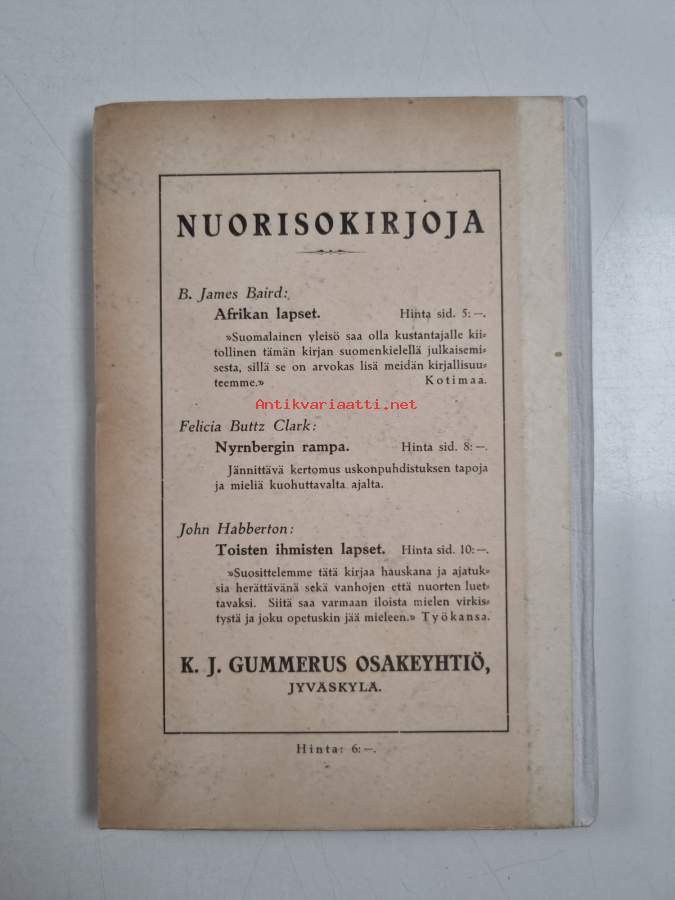 NUORISOKIRJOJA
B. James Baird:
Afrikan lapset. Hinta sid. 5:—.
»Suomalainen yleisö saa olla kustantajalle kii-
tollinen tämän kirjan suomenkielellä julkaisemi-
sesta, sillä se on arvokas lisä meidän kirjallisuu-
teemme.» Kotimaa.
Antikvariaatti.net
Felicia Buttz Clark:
Nyrnbergin rampa. Hinta sid. 8:—.
Jännittävä kertomus uskonpuhdistuksen tapoja
ja mieliä kuohuttavalta ajalta.
John Habberton:
Toisten ihmisten lapset. Hinta sid. 10:—.
»Suosittelemme tätä kirjaa hauskana ja ajatuk-
sia herättävänä sekä vanhojen että nuorten luet-
tavaksi. Siitä saa varmaan iloista mielen virkis-
tystä ja joku opetuskin jää mieleen.» Työkansa.
K. J. GUMMERUS OSAKEYHTIÖ,
JYVÄSKYLÄ.
Hinta: 6:—.